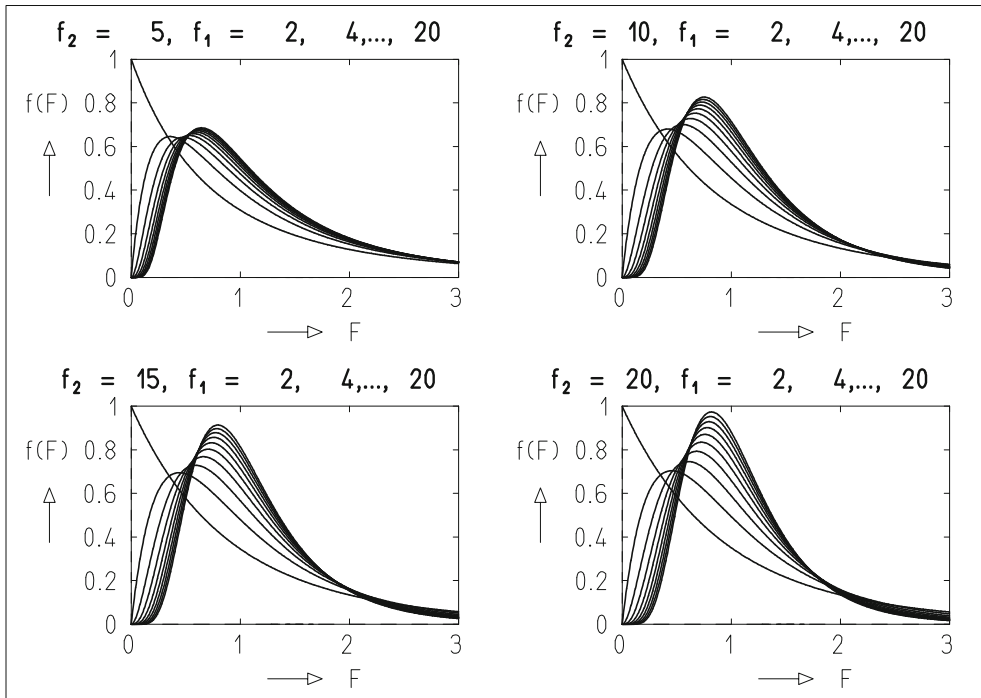 f₂ = 5, f₁ = 2, 4,..., 20
1
f(F) 0.8
0.6
0.4
0.2
0
0 1 2 3
F
f₂ = 10, f₁ = 2, 4,..., 20
1
f(F) 0.8
0.6
0.4
0.2
0
0 1 2 3
F
f₂ = 15, f₁ = 2, 4,..., 20
1
f(F) 0.8
0.6
0.4
0.2
0
0 1 2 3
F
f₂ = 20, f₁ = 2, 4,..., 20
1
f(F) 0.8
0.6
0.4
0.2
0
0 1 2 3
F